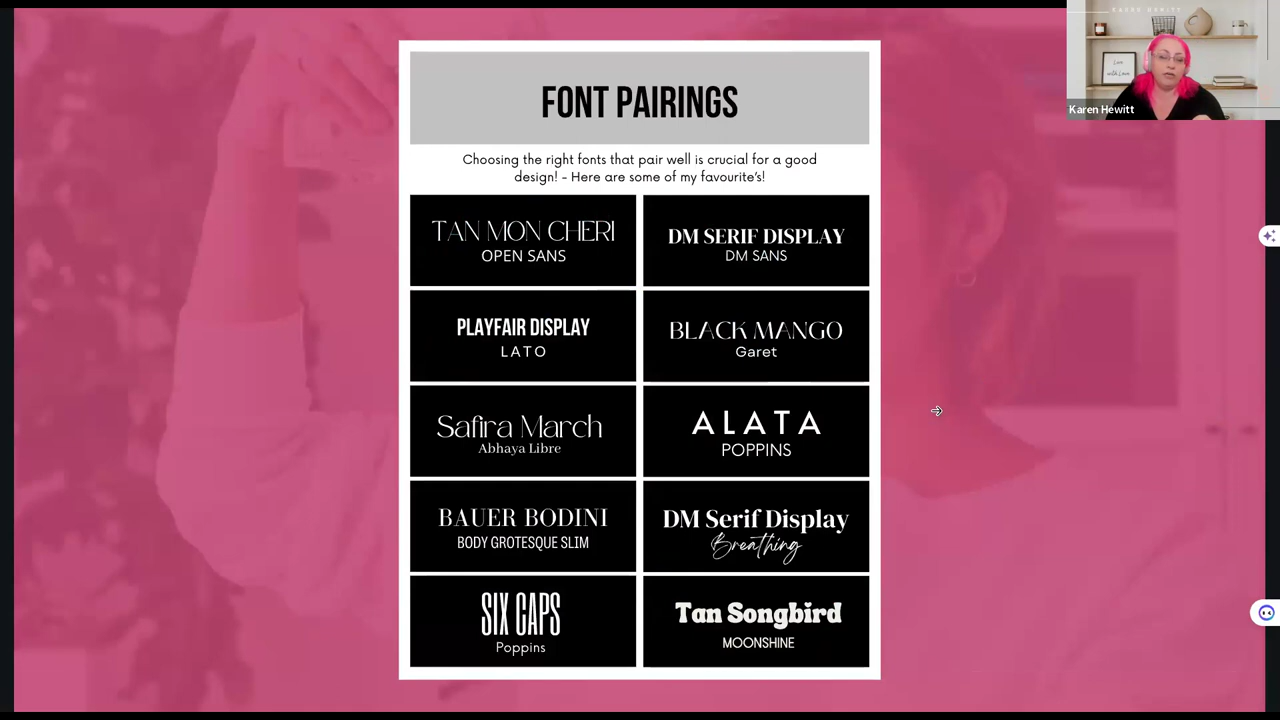 KAREN HEWITT
Karen Hewitt
FONT PAIRINGS
Choosing the right fonts that pair well is crucial for a good
design! - Here are some of my favourite's!
TAN MON CHERI
OPEN SANS
DM SERIF DISPLAY
DM SANS
PLAYFAIR DISPLAY
LATO
BLACK MANGO
Garet
Safira March
Abhaya Libre
ALATA
POPPINS
BAUER BODINI
BODY GROTESQUE SLIM
DM Serif Display
Breathing
SIX CAPS
Poppins
Tan Songbird
MOONSHINE